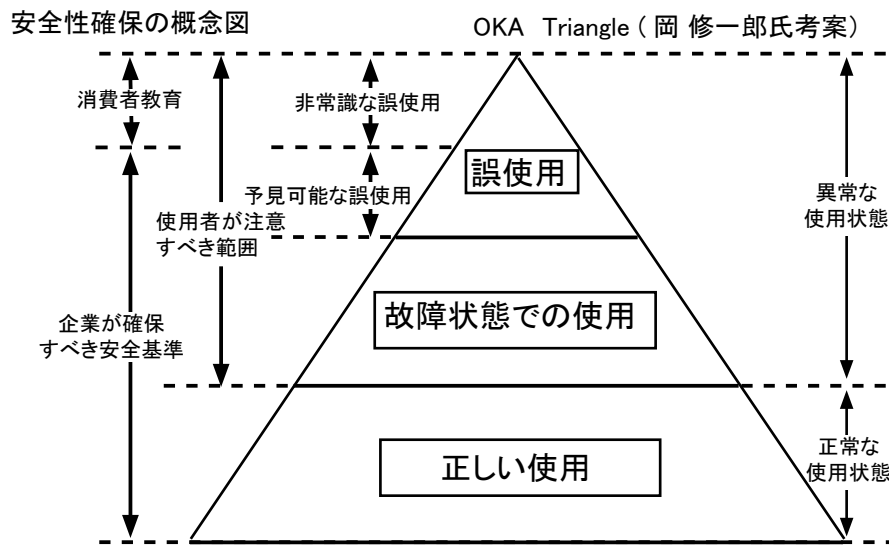 安全性確保の概念図
OKA Triangle ( 岡 修一郎氏考案)
消費者教育
非常識な誤使用
誤使用
予見可能な誤使用
異常な
使用状態
使用者が注意
すべき範囲
故障状態での使用
企業が確保
すべき安全基準
正しい使用
正常な
使用状態